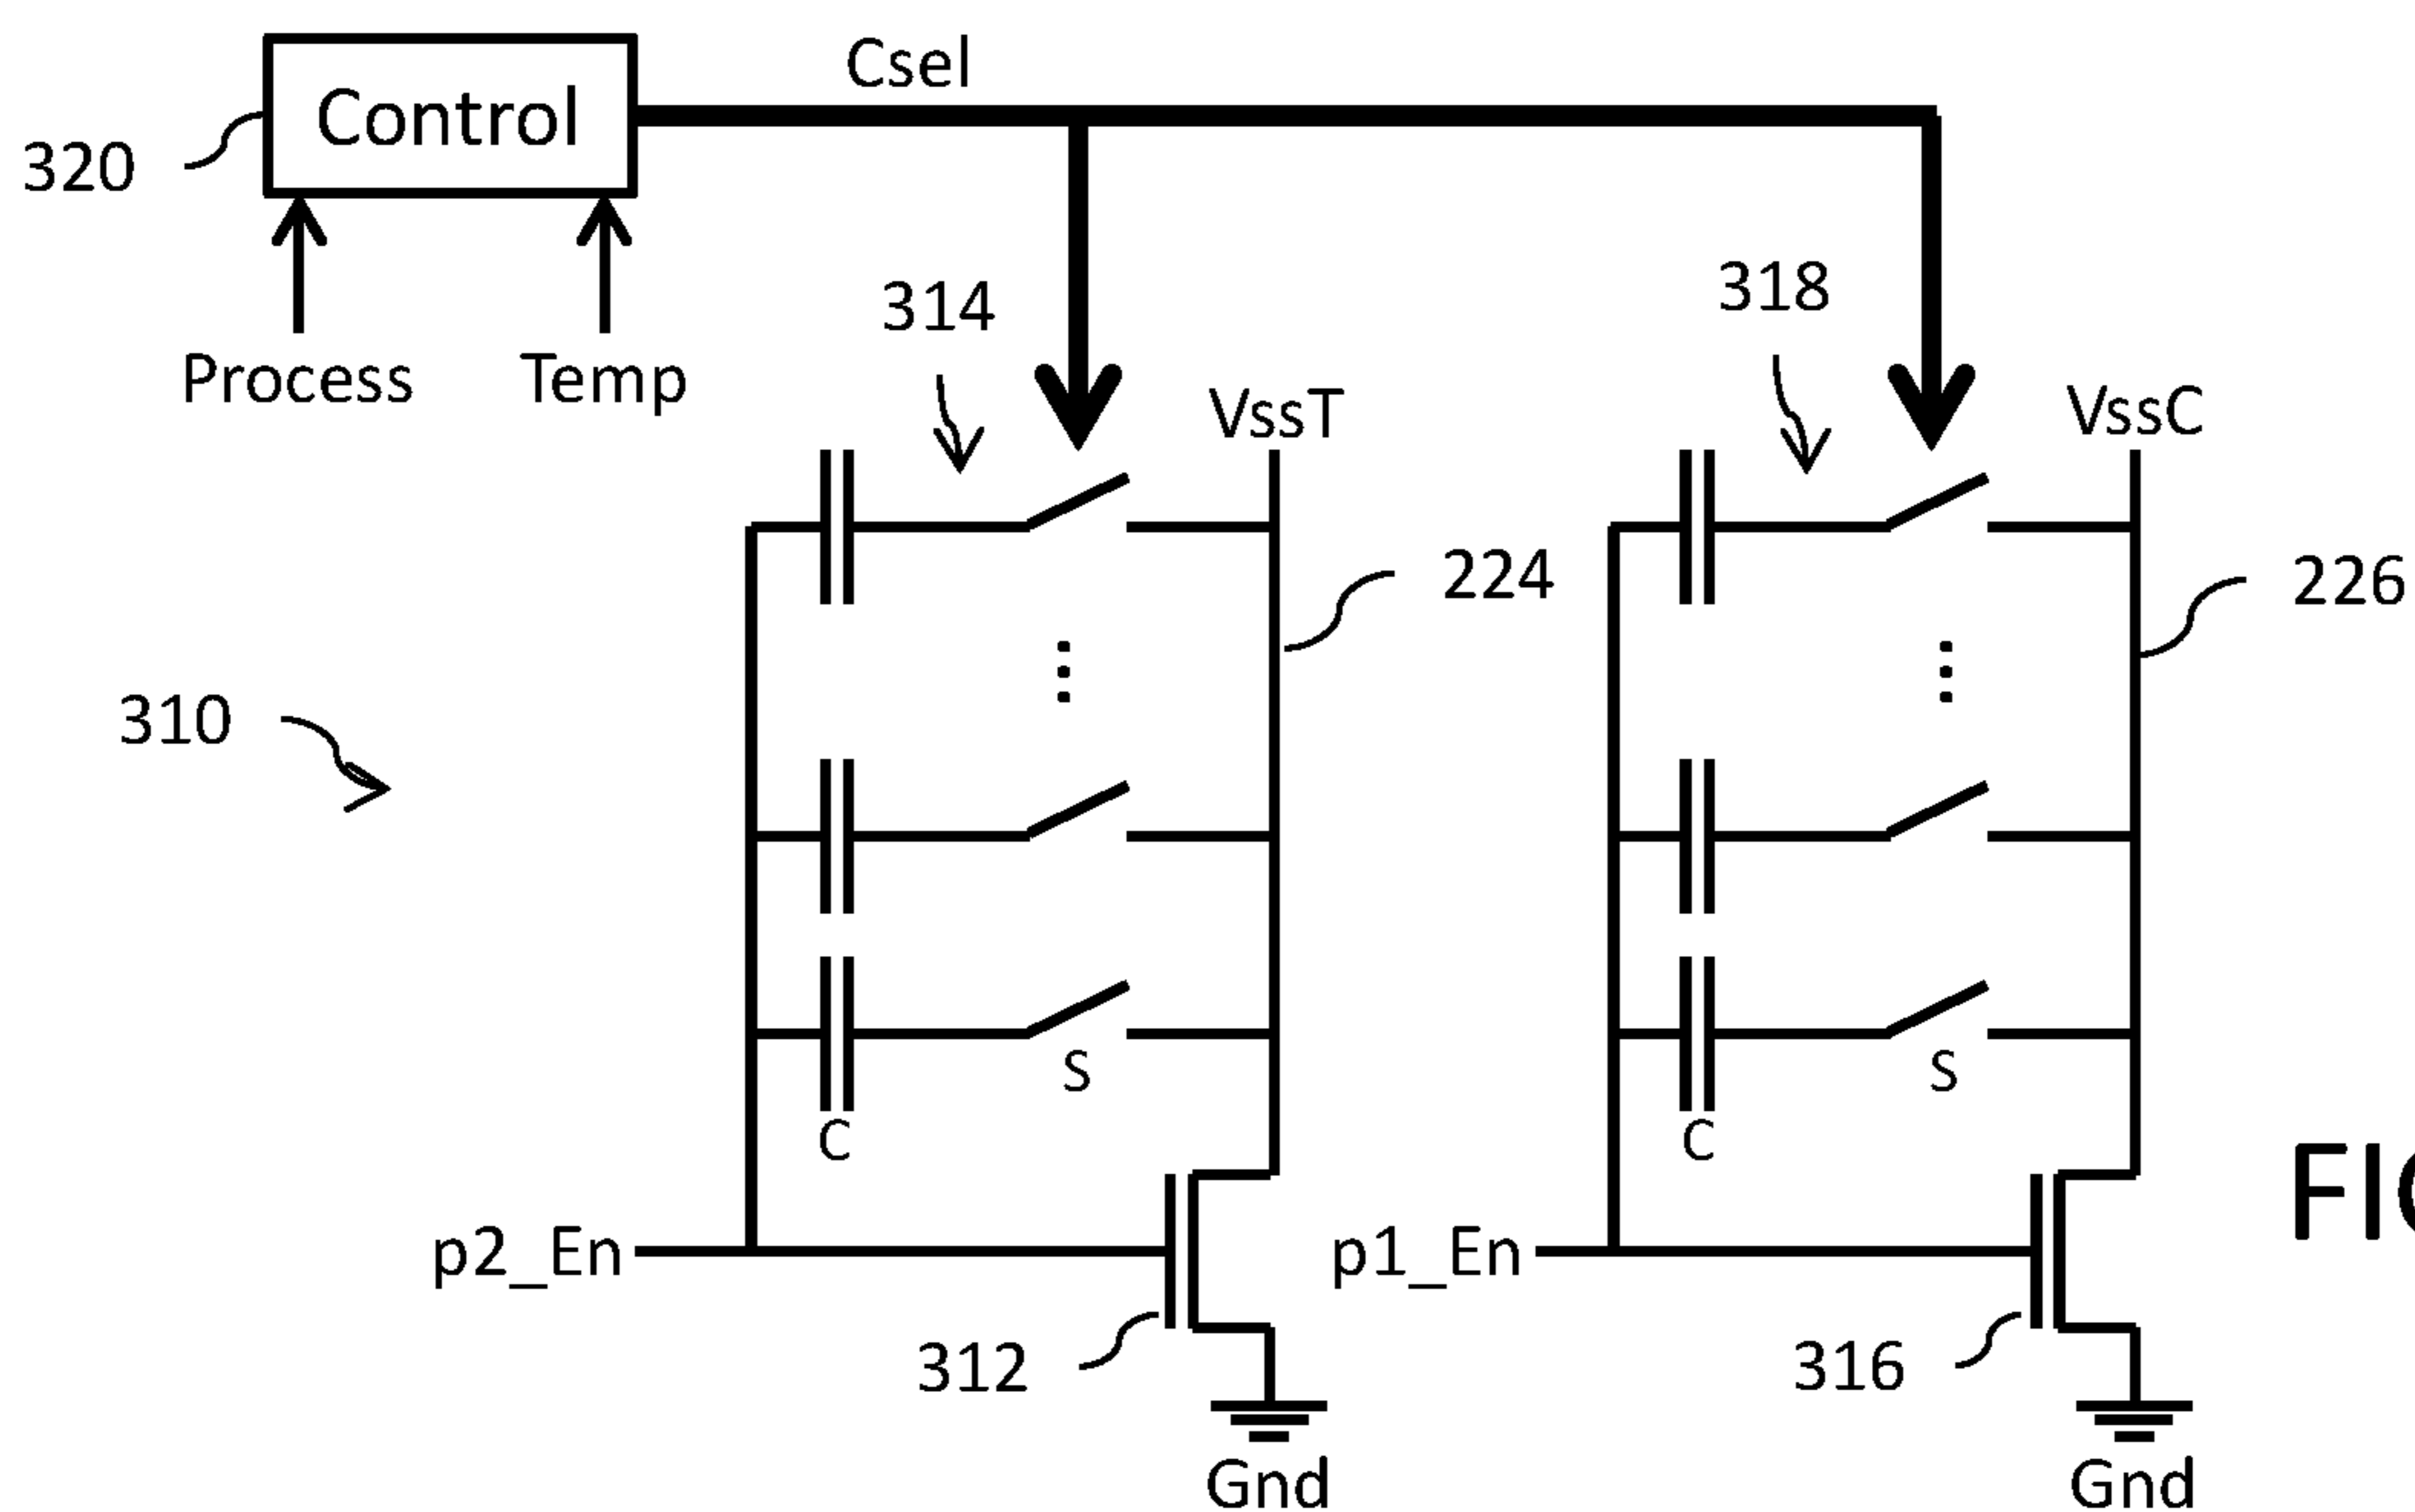 Csel
Control
320
Process Temp
314
318
VssT
VssC
224
226
310
S
S
C
C
p2_En
p1_En
312
316
Gnd
Gnd